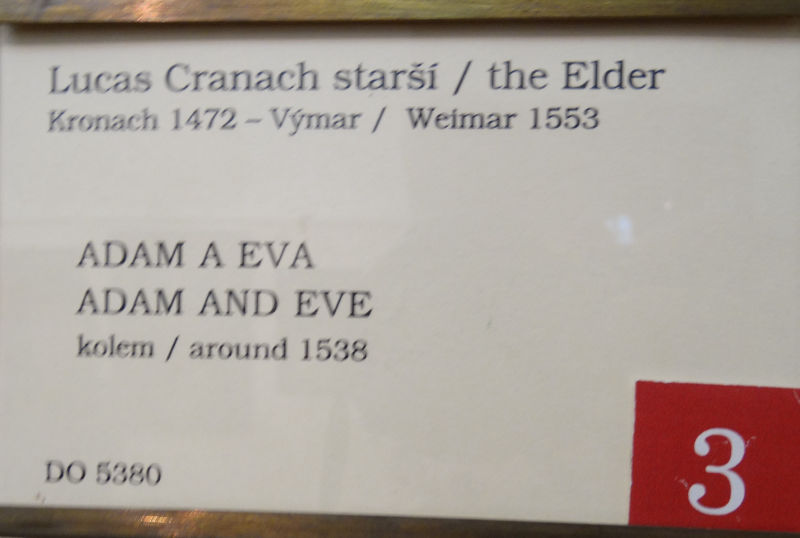 Lucas Cranach starší / the Elder
Kronach 1472 – Výmar / Weimar 1553
ADAM A EVA
ADAM AND EVE
kolem / around 1538
DO 5380
3